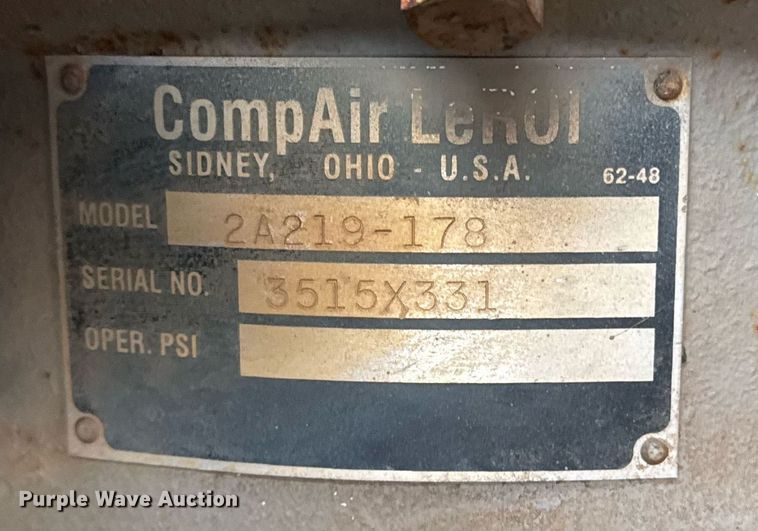 CompAir LeROI
SIDNEY, OHIO - U.S.A. 62-48
MODEL 2A219-178
SERIAL NO. 3515X331
OPER. PSI
Purple Wave Auction